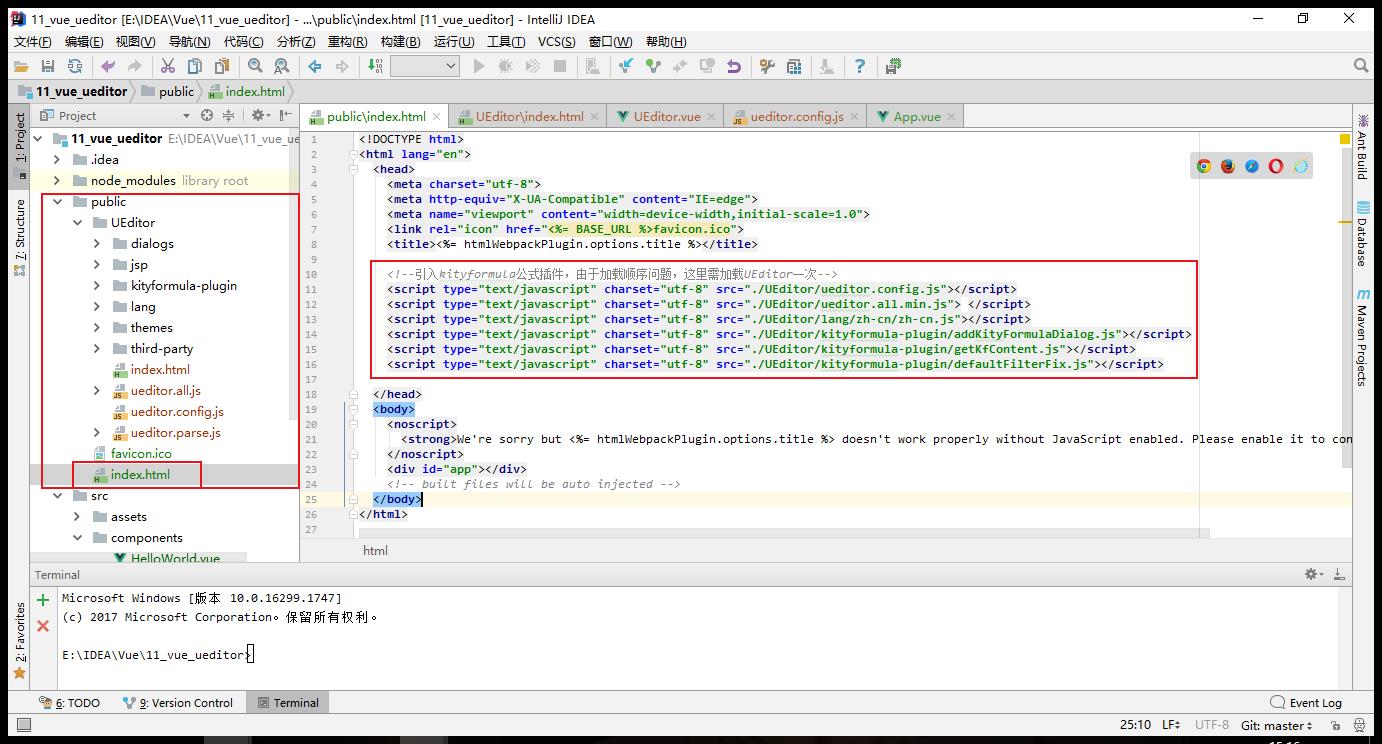 11_vue_ueditor [E:\IDEA\Vue\11_vue_ueditor] - ...\public\index.html [11_vue_ueditor] - IntelliJ IDEA
文件(F) 编辑(E) 视图(V) 导航(N) 代码(C) 分析(Z) 重构(R) 构建(B) 运行(U) 工具(T) VCS(S) 窗口(W) 帮助(H)
11_vue_ueditor public index.html
1: Project
7: Structure
2: Favorites
Project
11_vue_ueditor E:\IDEA\Vue\11_vue_ue
.idea
node_modules library root
public
UEditor
dialogs
jsp
kityformula-plugin
lang
themes
third-party
index.html
ueditor.all.js
ueditor.config.js
ueditor.parse.js
favicon.ico
index.html
src
assets
components
HelloWorld.vue
public\index.html UEditor\index.html UEditor.vue ueditor.config.js App.vue
1 <!DOCTYPE html>
2 <html lang="en">
3 <head>
4 <meta charset="utf-8">
5 <meta http-equiv="X-UA-Compatible" content="IE=edge">
6 <meta name="viewport" content="width=device-width,initial-scale=1.0">
7 <link rel="icon" href="<%= BASE_URL %>favicon.ico">
8 <title><%= htmlWebpackPlugin.options.title %></title>
9
10 <!--引入kityformula公式插件，由于加载顺序问题，这里需加载UEditor一次-->
11 <script type="text/javascript" charset="utf-8" src="./UEditor/ueditor.config.js"></script>
12 <script type="text/javascript" charset="utf-8" src="./UEditor/ueditor.all.min.js"> </script>
13 <script type="text/javascript" charset="utf-8" src="./UEditor/lang/zh-cn/zh-cn.js"></script>
14 <script type="text/javascript" charset="utf-8" src="./UEditor/kityformula-plugin/addKityFormulaDialog.js"></script>
15 <script type="text/javascript" charset="utf-8" src="./UEditor/kityformula-plugin/getKfContent.js"></script>
16 <script type="text/javascript" charset="utf-8" src="./UEditor/kityformula-plugin/defaultFilterFix.js"></script>
17
18 </head>
19 <body>
20 <noscript>
21 <strong>We're sorry but <%= htmlWebpackPlugin.options.title %> doesn't work properly without JavaScript enabled. Please enable it to con
22 </noscript>
23 <div id="app"></div>
24 <!-- built files will be auto injected -->
25 </body>
26 </html>
27
html
Ant Build
Database
Maven Projects
Terminal
Microsoft Windows [版本 10.0.16299.1747]
(c) 2017 Microsoft Corporation。保留所有权利。
E:\IDEA\Vue\11_vue_ueditor>
6: TODO 9: Version Control Terminal Event Log
25:10 LF UTF-8 Git: master